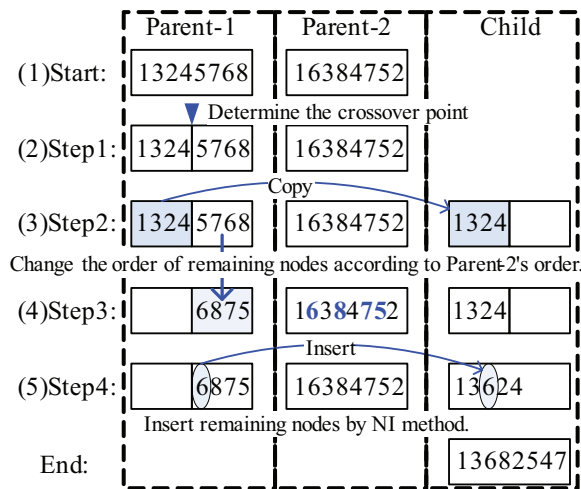 Parent-1 Parent-2 Child
(1)Start: 13245768 16384752
Determine the crossover point
(2)Step1: 1324 5768 16384752
Copy
(3)Step2: 1324 5768 16384752 1324
Change the order of remaining nodes according to Parent-2's order.
(4)Step3: 6875 16384752 1324
Insert
(5)Step4: 6875 16384752 13624
Insert remaining nodes by NI method.
End: 13682547